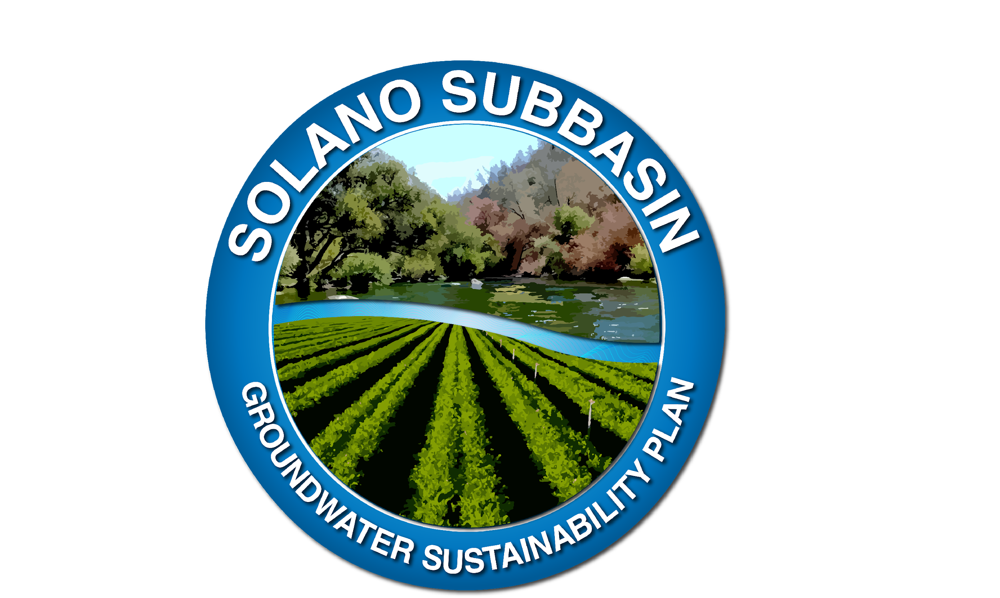 SOLANO SUBBASIN
GROUNDWATER SUSTAINABILITY PLAN